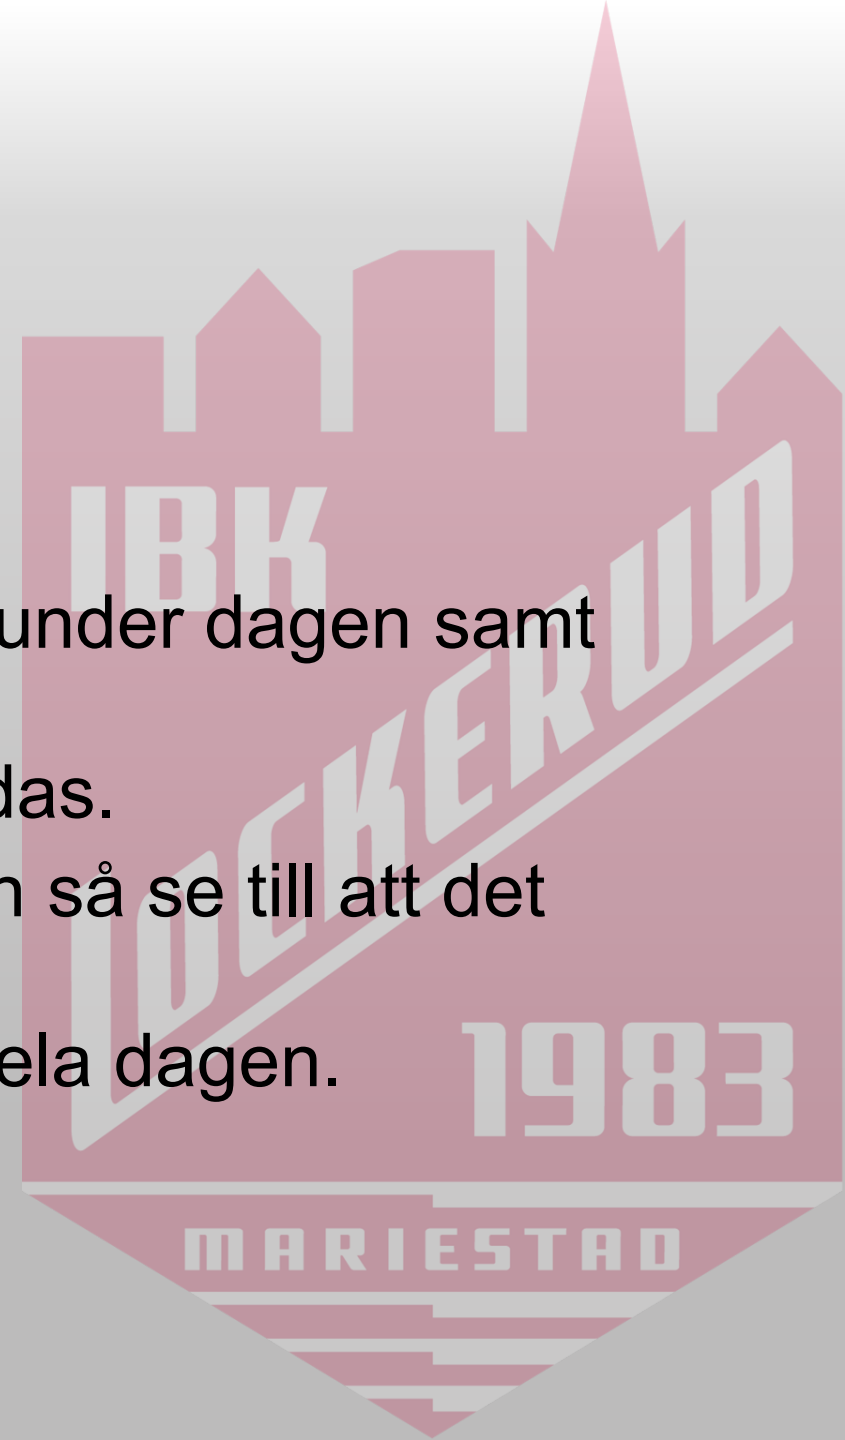 IBK
LOCKERUD
under dagen samt
das.
så se till att det
ela dagen.
1983
MARIESTAD